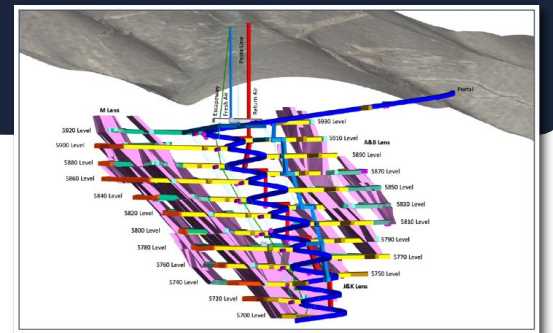 Paste Line
Escapeway
Fresh Air
Return Air
Portal
M Lens
5930 Level
5920 Level
5910 Level
A&B Lens
5900 Level
5890 Level
5880 Level
5870 Level
5860 Level
5850 Level
5840 Level
5830 Level
5820 Level
5810 Level
5800 Level
5790 Level
5780 Level
5770 Level
5760 Level
5750 Level
5740 Level
J&K Lens
5720 Level
5700 Level